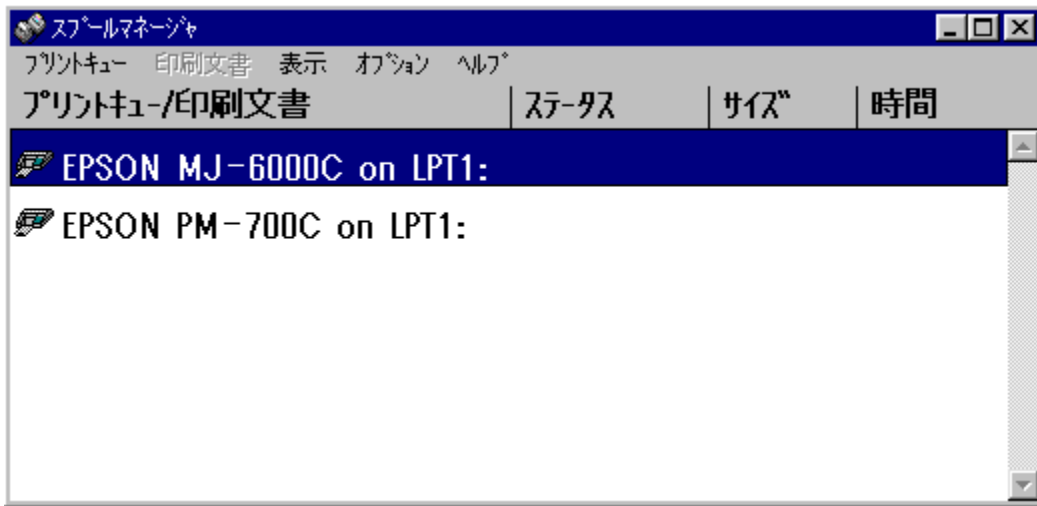 スプールマネージャ
プリントキュー 印刷文書 表示 オプション ヘルプ
プリントキュー/印刷文書 ステータス サイズ 時間
EPSON MJ-6000C on LPT1:
EPSON PM-700C on LPT1: